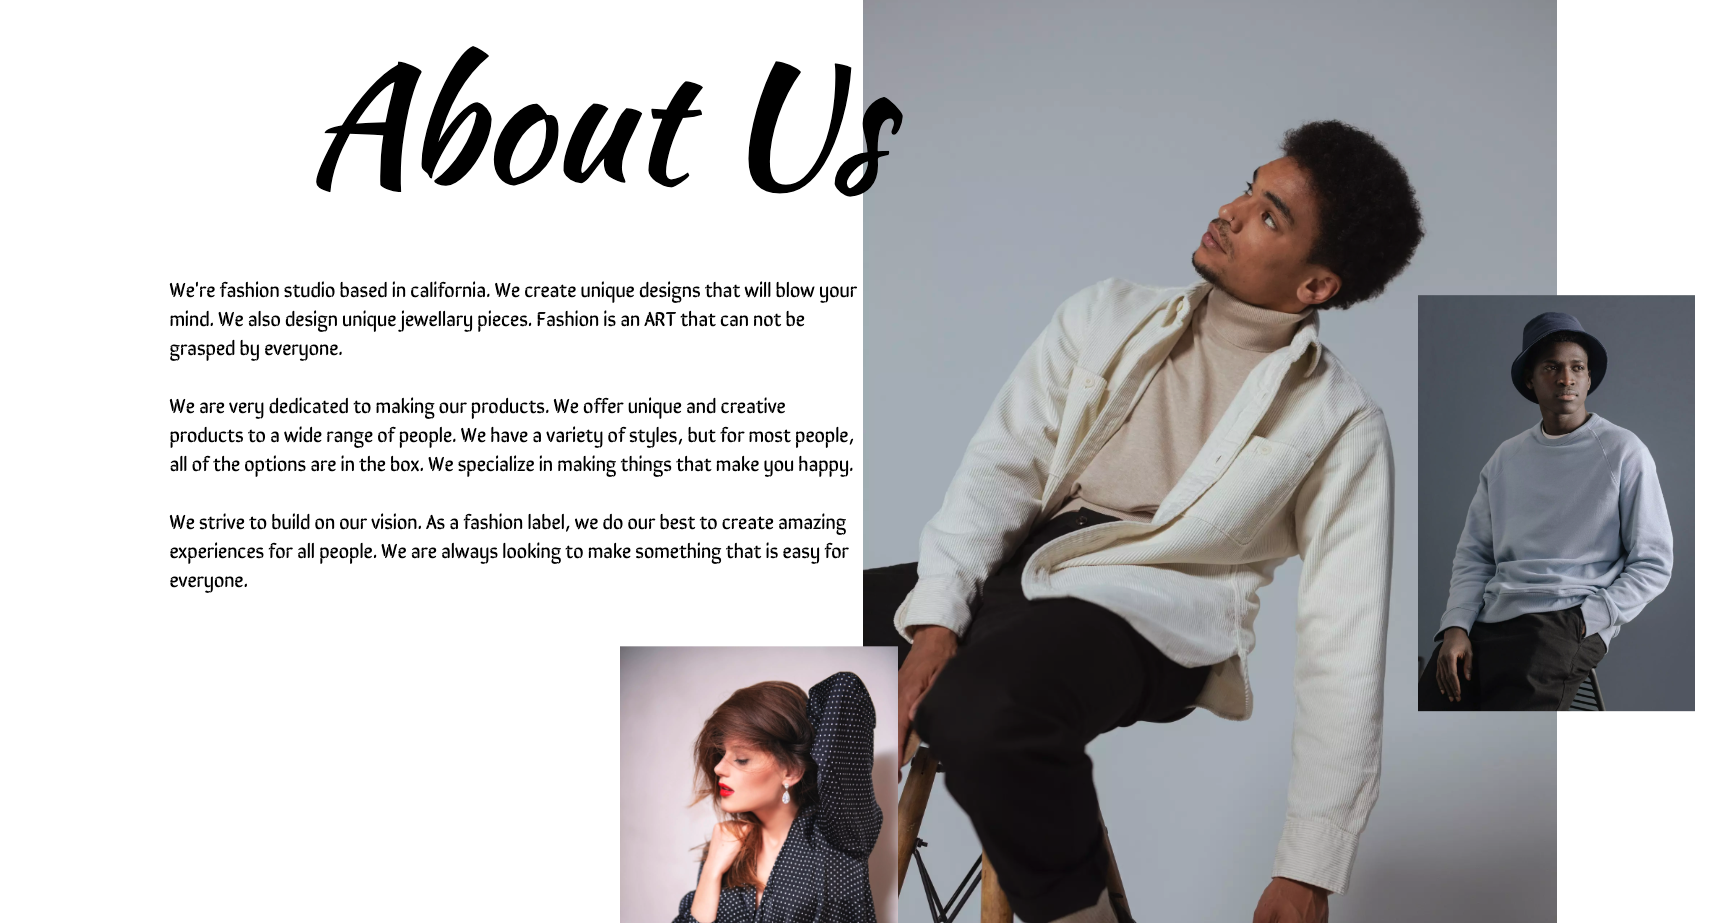 About Us
We're fashion studio based in california. We create unique designs that will blow your
mind. We also design unique jewellary pieces. Fashion is an ART that can not be
grasped by everyone.
We are very dedicated to making our products. We offer unique and creative
products to a wide range of people. We have a variety of styles, but for most people,
all of the options are in the box. We specialize in making things that make you happy.
We strive to build on our vision. As a fashion label, we do our best to create amazing
experiences for all people. We are always looking to make something that is easy for
everyone.